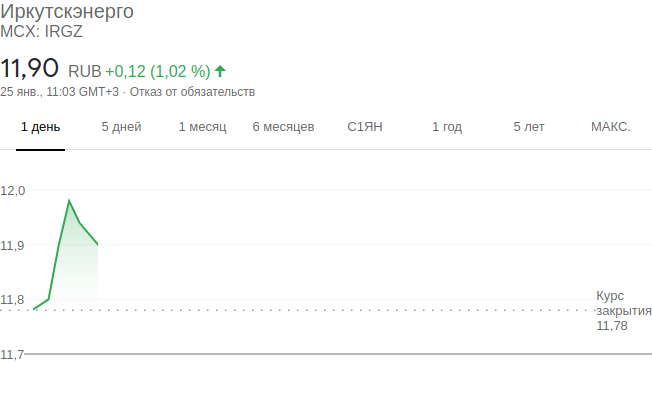 Иркутскэнерго
MCX: IRGZ
11,90 RUB +0,12 (1,02 %)
25 янв., 11:03 GMT+3 · Отказ от обязательств
1 день 5 дней 1 месяц 6 месяцев С1ЯН 1 год 5 лет МАКС.
12,0
11,9
11,8
Курс
закрытия
11,78
11,7